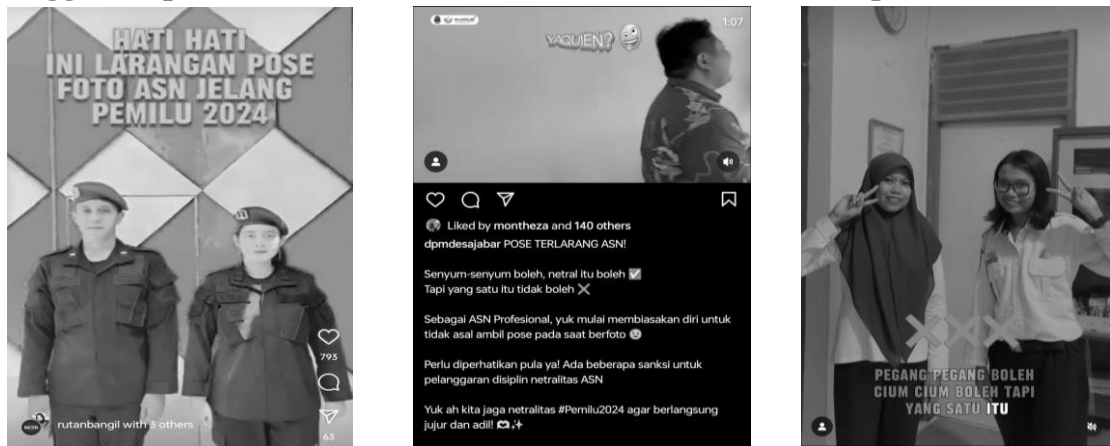 HATI HATI
INI LARANGAN POSE
FOTO ASN JELANG
PEMILU 2024
793
63
rutanbangil with 3 others
1:07
YAQUIEN?
Liked by montheza and 140 others
dpmdesajabar POSE TERLARANG ASN!
Senyum-senyum boleh, netral itu boleh ☑
Tapi yang satu itu tidak boleh ❌
Sebagai ASN Profesional, yuk mulai membiasakan diri untuk
tidak asal ambil pose pada saat berfoto 😉
Perlu diperhatikan pula ya! Ada beberapa sanksi untuk
pelanggaran disiplin netralitas ASN
Yuk ah kita jaga netralitas #Pemilu2024 agar berlangsung
jujur dan adil! 🫶✨
PEGANG PEGANG BOLEH
CIUM CIUM BOLEH TAPI
YANG SATU ITU